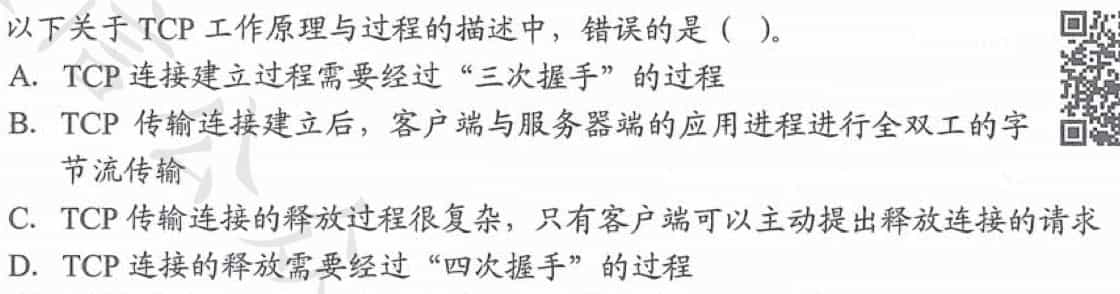 以下关于 TCP 工作原理与过程的描述中，错误的是（ ）。
A. TCP 连接建立过程需要经过“三次握手”的过程
B. TCP 传输连接建立后，客户端与服务器端的应用进程进行全双工的字
节流传输
C. TCP 传输连接的释放过程很复杂，只有客户端可以主动提出释放连接的请求
D. TCP 连接的释放需要经过“四次握手”的过程